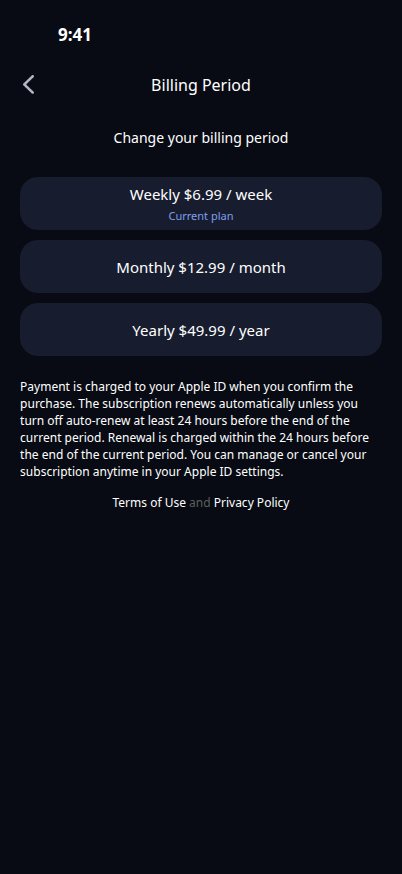 9:41
Billing Period
Change your billing period
Weekly $6.99 / week
Current plan
Monthly $12.99 / month
Yearly $49.99 / year
Payment is charged to your Apple ID when you confirm the
purchase. The subscription renews automatically unless you
turn off auto-renew at least 24 hours before the end of the
current period. Renewal is charged within the 24 hours before
the end of the current period. You can manage or cancel your
subscription anytime in your Apple ID settings.
Terms of Use and Privacy Policy